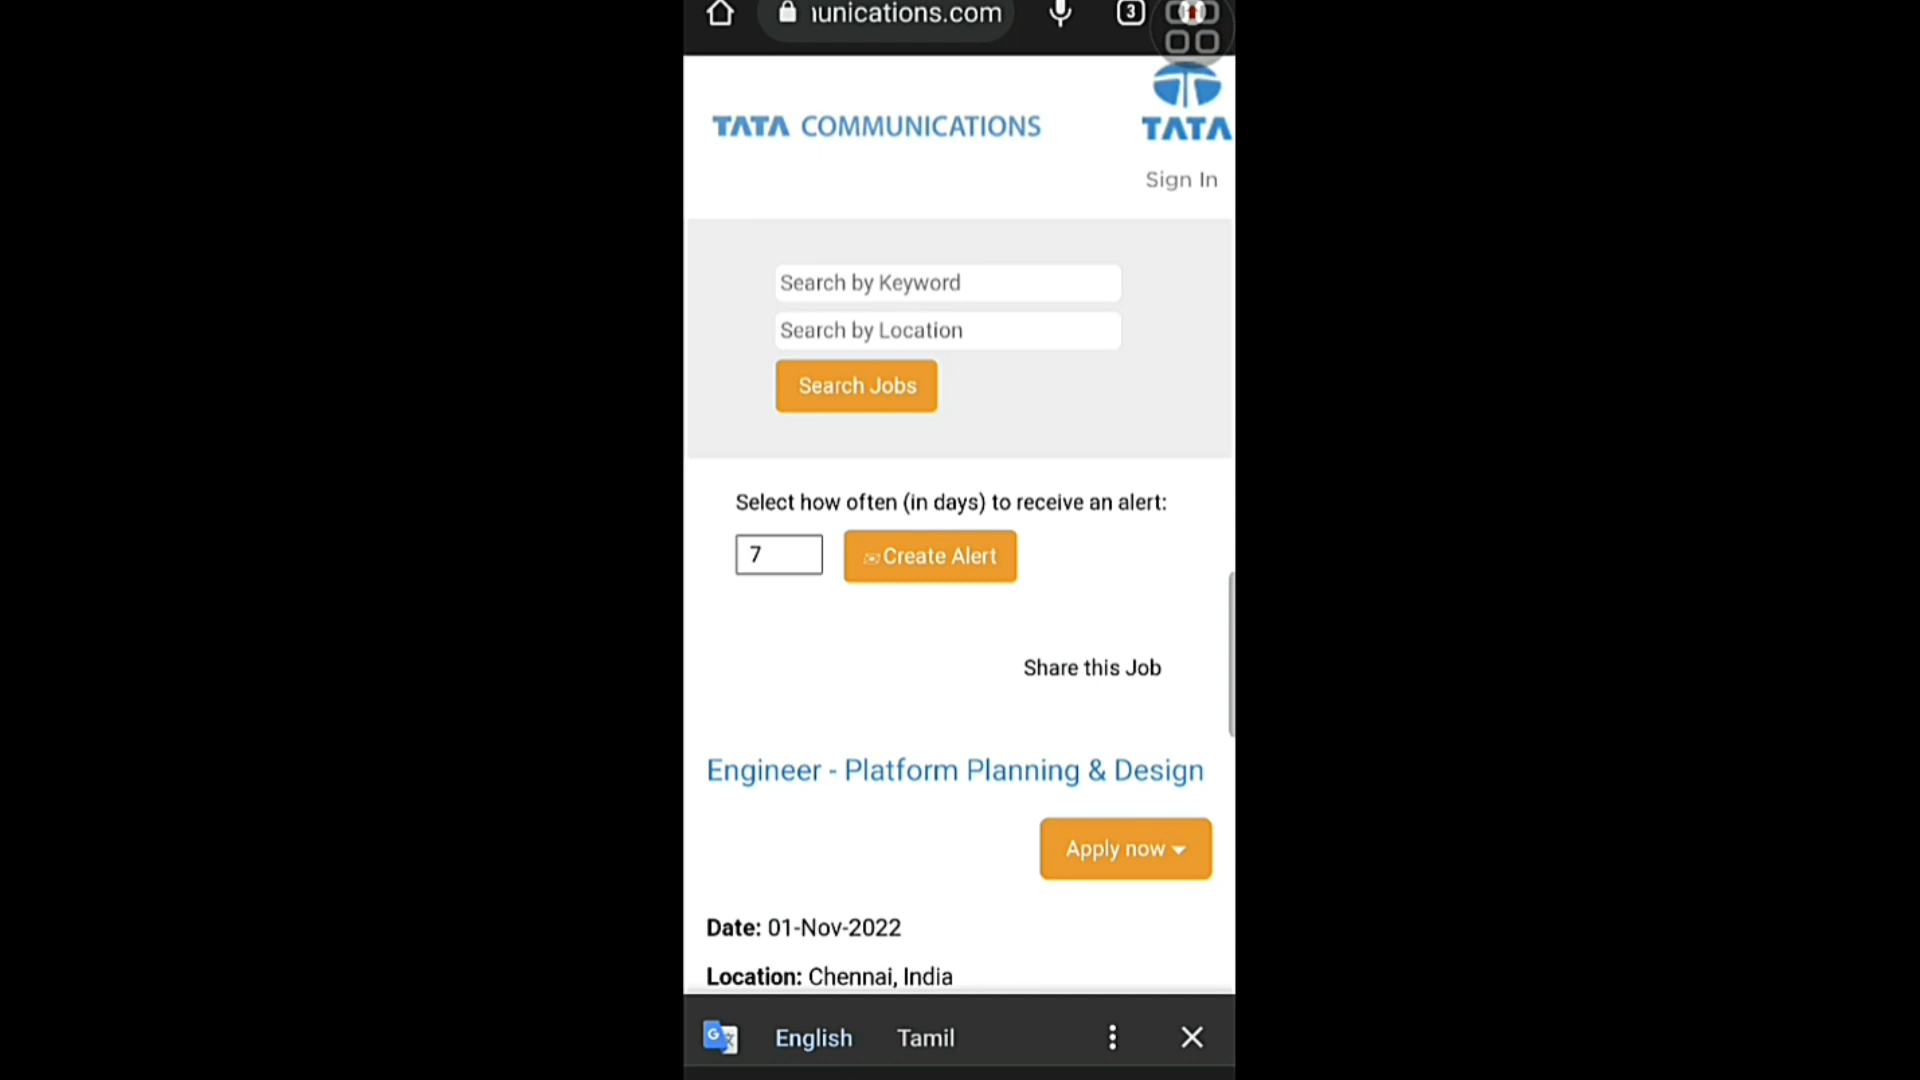 unications.com
3
TATA COMMUNICATIONS
TATA
Sign In
Search by Keyword
Search by Location
Search Jobs
Select how often (in days) to receive an alert:
7
Create Alert
Share this Job
Engineer - Platform Planning & Design
Apply now
Date: 01-Nov-2022
Location: Chennai, India
English Tamil